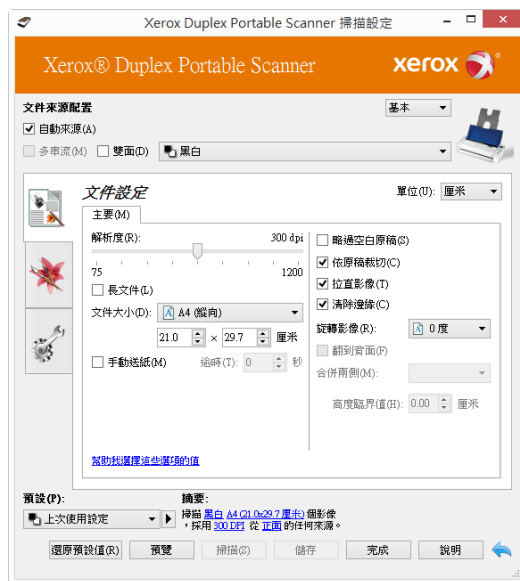 Xerox Duplex Portable Scanner 掃描設定
Xerox® Duplex Portable Scanner
xerox
文件來源配置
基本
自動來源(A)
多串流(M) 雙面(D) 黑白
文件設定
單位(U): 厘米
主要(M)
解析度(R): 300 dpi
75 1200
長文件(L)
文件大小(D): A4 (縱向)
21.0 × 29.7 厘米
手動送紙(M) 逾時(T): 0 秒
略過空白原稿(S)
依原稿裁切(C)
拉直影像(T)
清除邊緣(C)
旋轉影像(R): 0 度
翻到背面(F)
合併兩側(M):
高度臨界值(H): 0.00 厘米
幫助我選擇這些選項的值
預設(P):
上次使用設定
摘要:
掃描 黑白 A4 (21.0x29.7 厘米) 個影像
，採用 300 DPI 從 正面 的任何來源。
還原預設值(R) 預覽 掃描(S) 儲存 完成 說明